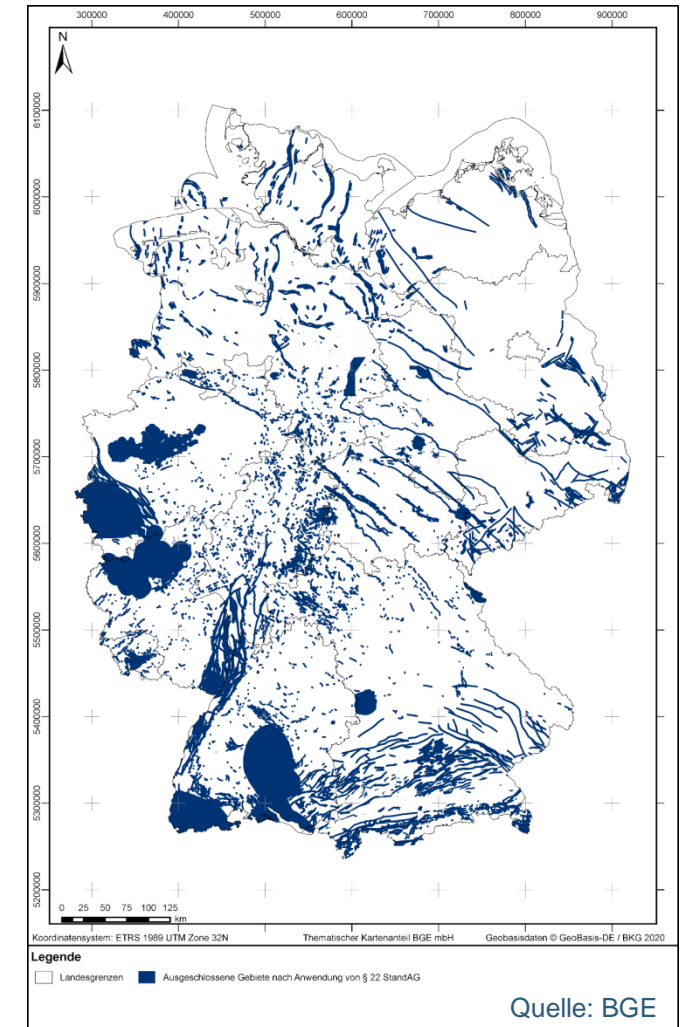 300000 400000 500000 600000 700000 800000 900000
N
6100000
6000000
5900000
5800000
5700000
5600000
5500000
5400000
5300000
5200000
0 25 50 75 100 125
km
Koordinatensystem: ETRS 1989 UTM Zone 32N Thematischer Kartenanteil BGE mbH Geobasisdaten © GeoBasis-DE / BKG 2020
Legende
Landesgrenzen Ausgeschlossene Gebiete nach Anwendung von § 22 StandAG
Quelle: BGE